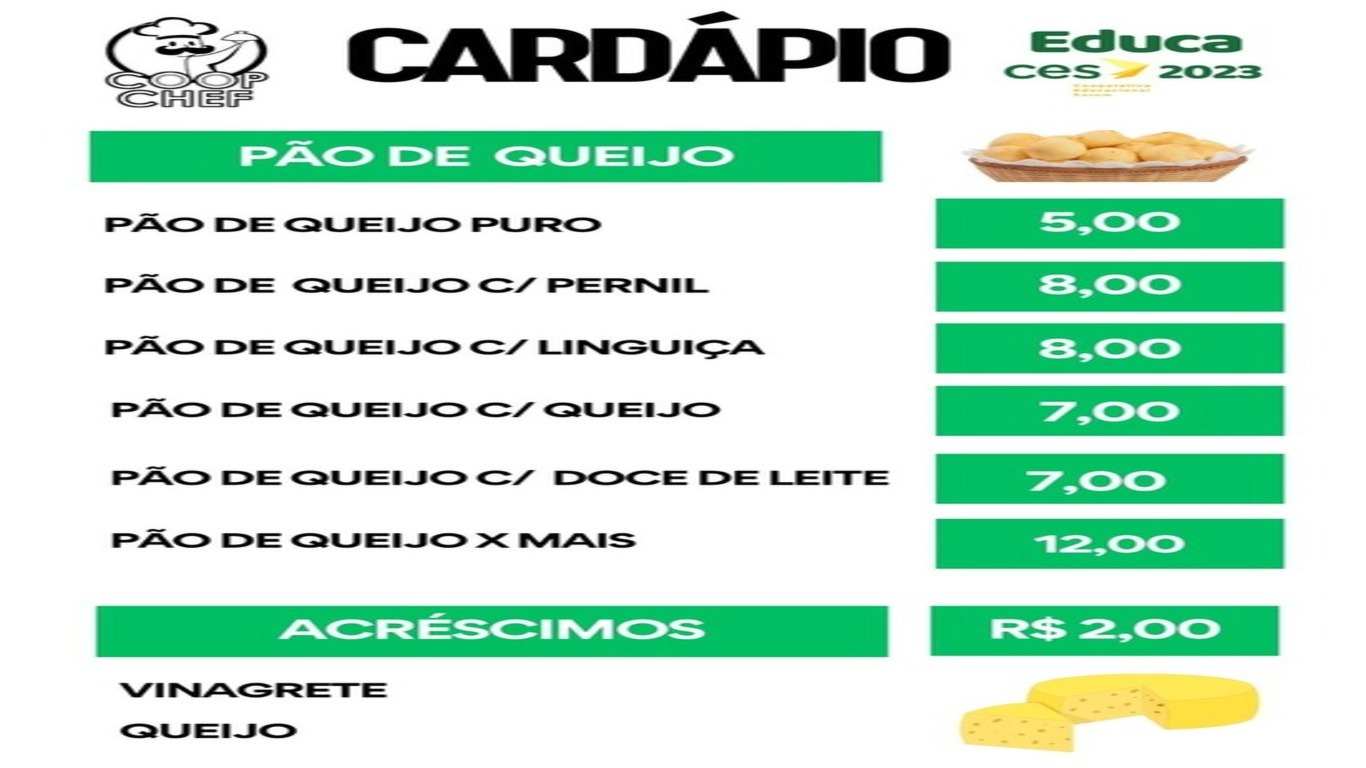 COOP
CHEF
CARDÁPIO
Educa
ces 2023
Cooperativa
Educacional
PÃO DE QUEIJO
PÃO DE QUEIJO PURO 5,00
PÃO DE QUEIJO C/ PERNIL 8,00
PÃO DE QUEIJO C/ LINGUIÇA 8,00
PÃO DE QUEIJO C/ QUEIJO 7,00
PÃO DE QUEIJO C/ DOCE DE LEITE 7,00
PÃO DE QUEIJO X MAIS 12,00
ACRÉSCIMOS R$ 2,00
VINAGRETE
QUEIJO